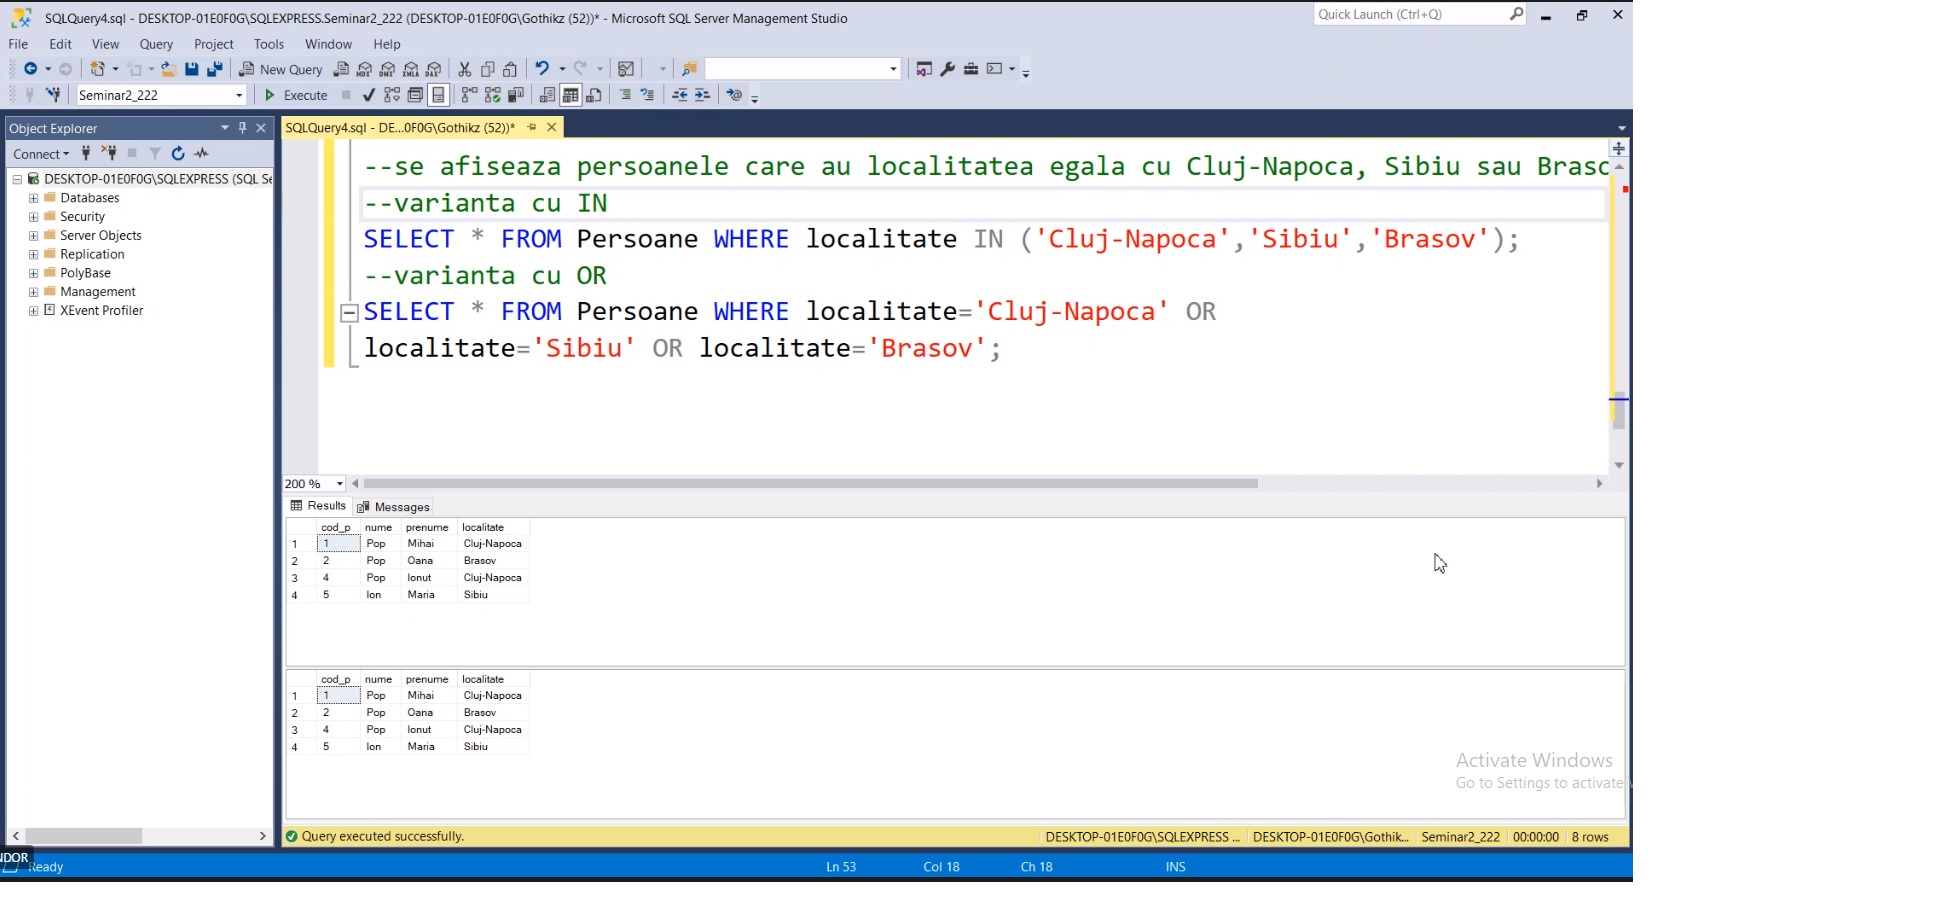 SQLQuery4.sql - DESKTOP-01E0F0G\SQLEXPRESS.Seminar2_222 (DESKTOP-01E0F0G\Gothikz (52))* - Microsoft SQL Server Management Studio
Quick Launch (Ctrl+Q)
File Edit View Query Project Tools Window Help
New Query MDX DMX XMLA DAX
Seminar2_222 Execute
Object Explorer
SQLQuery4.sql - DE...0F0G\Gothikz (52))*
Connect
DESKTOP-01E0F0G\SQLEXPRESS (SQL Se
Databases
Security
Server Objects
Replication
PolyBase
Management
XEvent Profiler
--se afiseaza persoanele care au localitatea egala cu Cluj-Napoca, Sibiu sau Brasc
--varianta cu IN
SELECT * FROM Persoane WHERE localitate IN ('Cluj-Napoca','Sibiu','Brasov');
--varianta cu OR
SELECT * FROM Persoane WHERE localitate='Cluj-Napoca' OR
localitate='Sibiu' OR localitate='Brasov';
200 %
Results Messages
cod_p nume prenume localitate
1 1 Pop Mihai Cluj-Napoca
2 2 Pop Oana Brasov
3 4 Pop Ionut Cluj-Napoca
4 5 Ion Maria Sibiu
cod_p nume prenume localitate
1 1 Pop Mihai Cluj-Napoca
2 2 Pop Oana Brasov
3 4 Pop Ionut Cluj-Napoca
4 5 Ion Maria Sibiu
Activate Windows
Go to Settings to activate
Query executed successfully.
DESKTOP-01E0F0G\SQLEXPRESS ... DESKTOP-01E0F0G\Gothik... Seminar2_222 00:00:00 8 rows
NDOR
Ready Ln 53 Col 18 Ch 18 INS